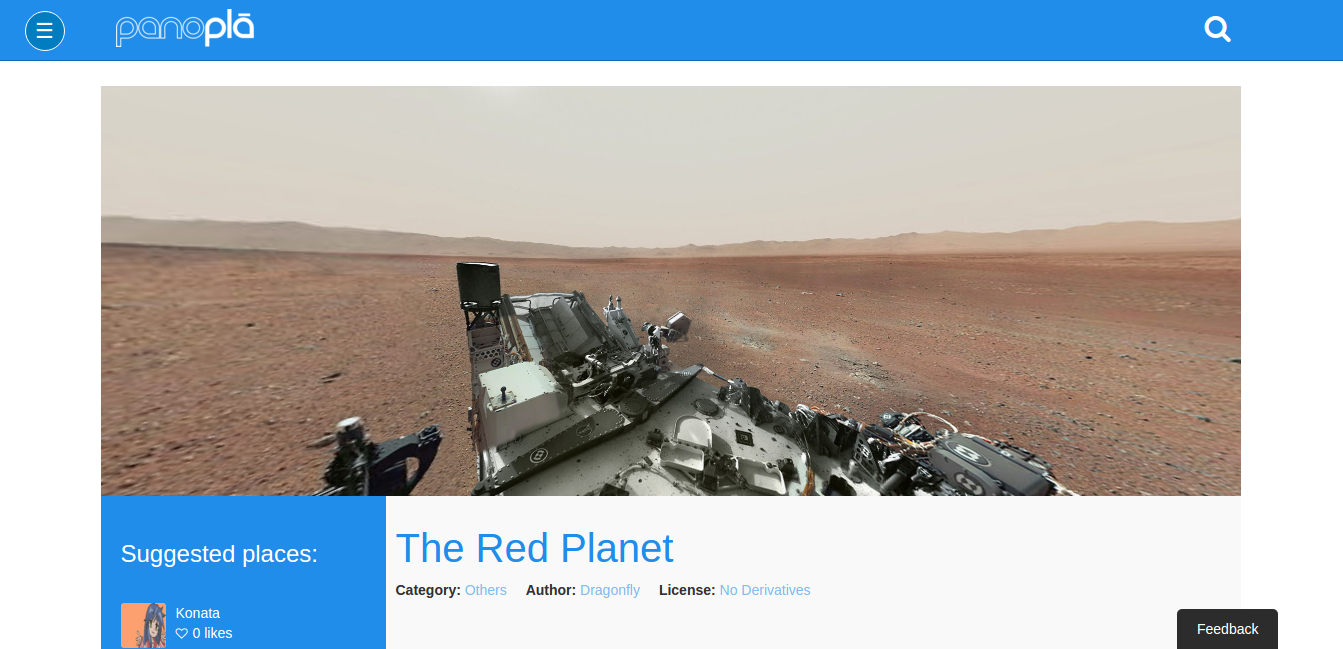 panoplā
Suggested places:
Konata
0 likes
The Red Planet
Category: Others Author: Dragonfly License: No Derivatives
Feedback